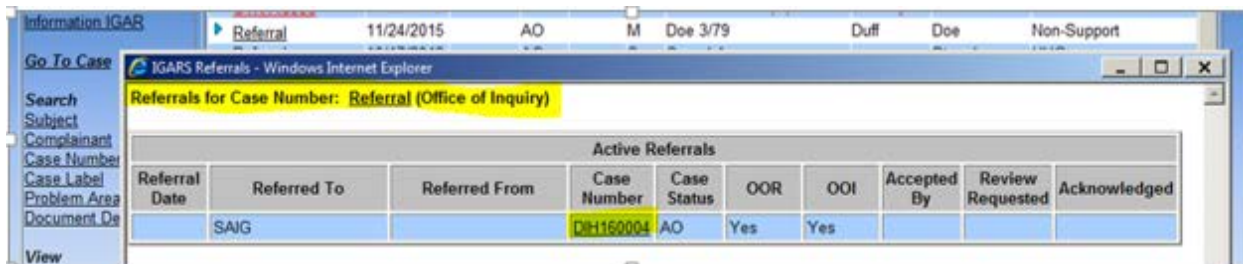 Information IGAR
Referral 11/24/2015 AO M Doe 3/79 Duff Doe Non-Support
Go To Case
IGARS Referrals - Windows Internet Explorer
Search
Referrals for Case Number: Referral (Office of Inquiry)
Subject
Complainant
Case Number
Case Label
Problem Area
Document De
View
Active Referrals
Referral Date Referred To Referred From Case Number Case Status OOR OOI Accepted By Review Requested Acknowledged
SAIG DIH160004 AO Yes Yes